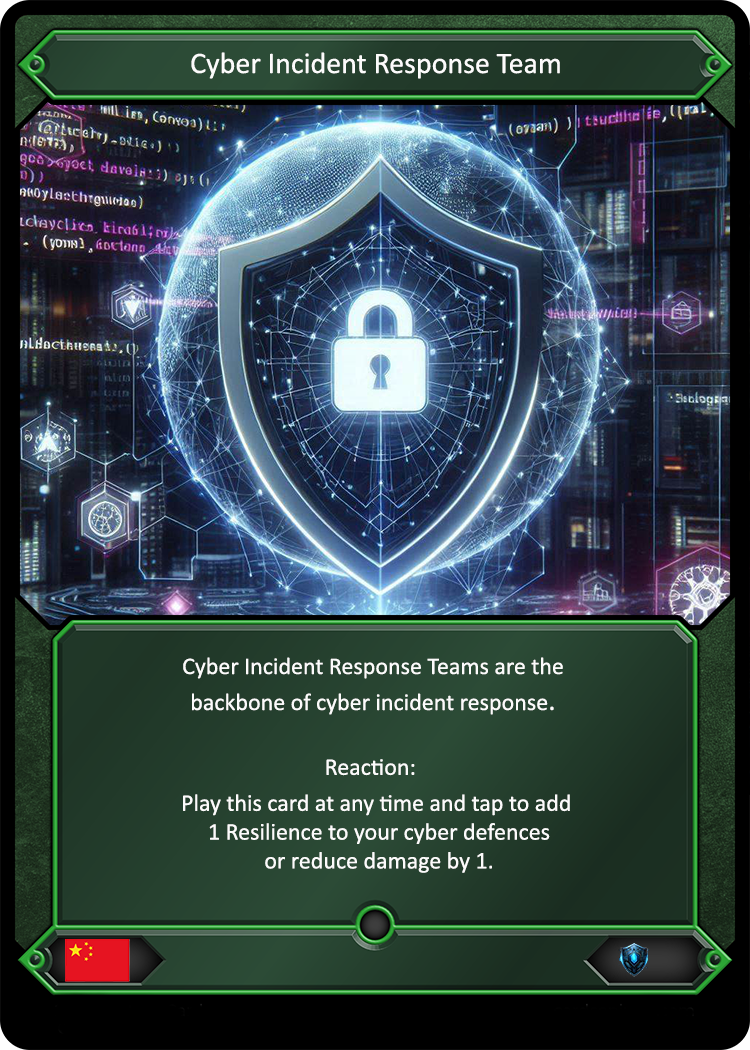 Cyber Incident Response Team
Cyber Incident Response Teams are the
backbone of cyber incident response.
Reaction:
Play this card at any time and tap to add
1 Resilience to your cyber defences
or reduce damage by 1.